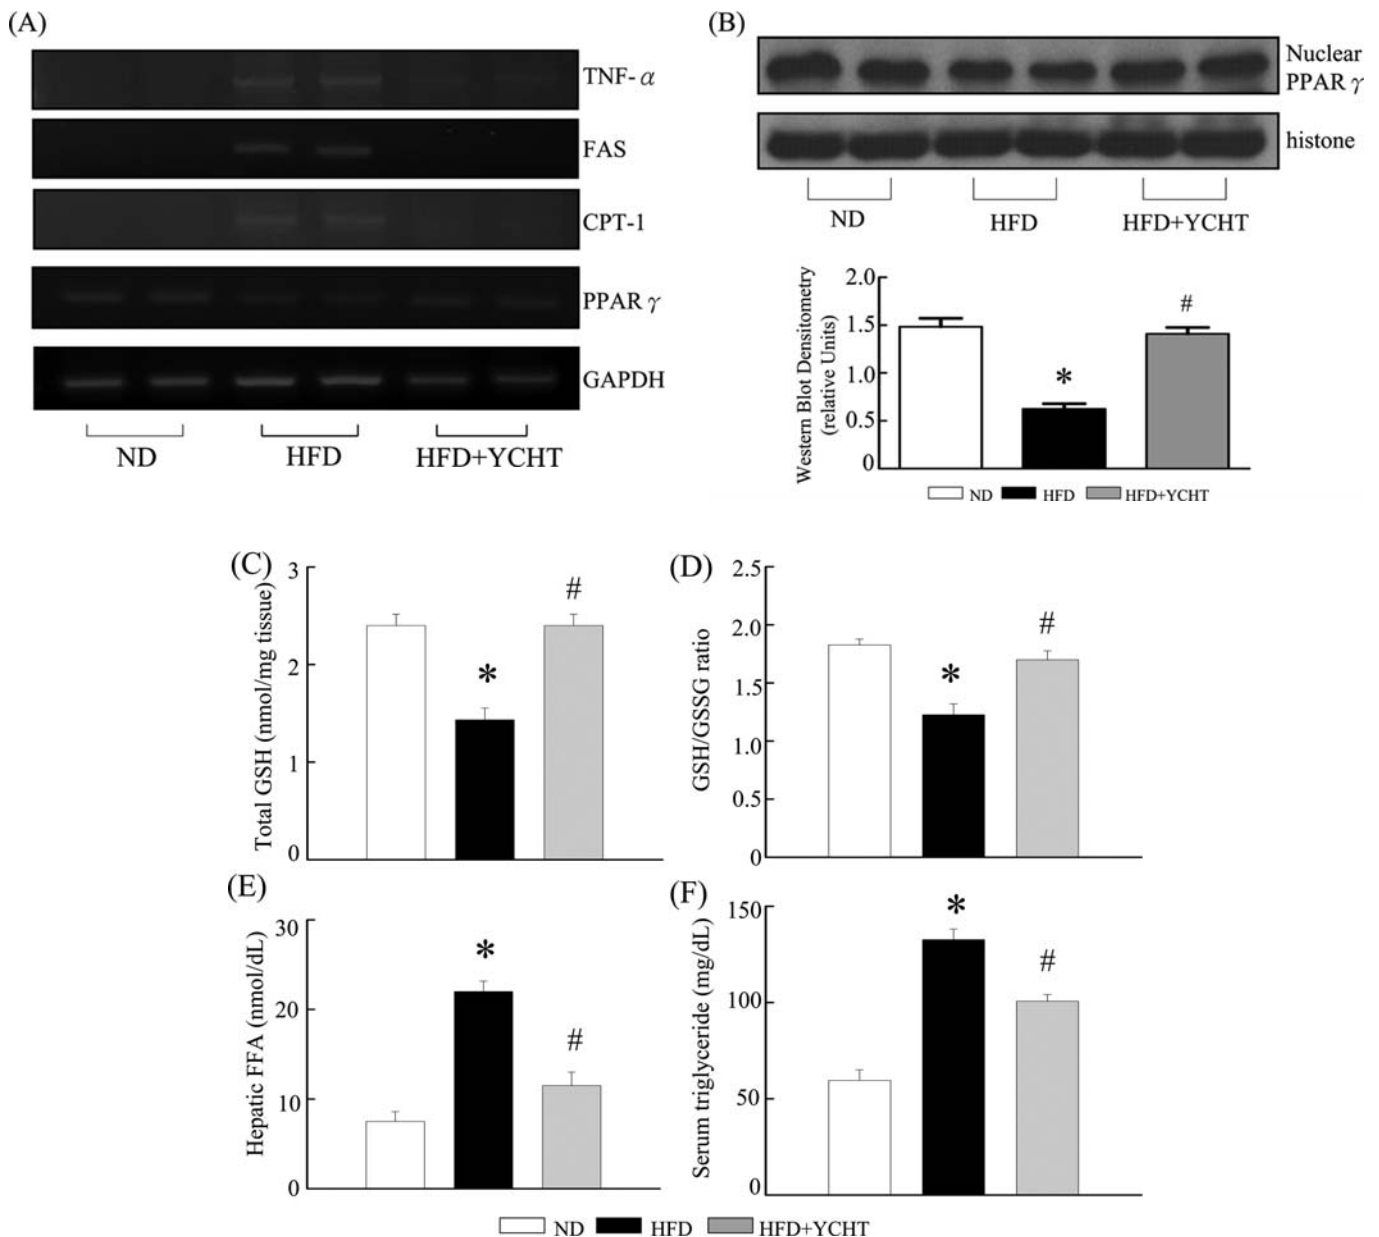 (A)
TNF-α
FAS
CPT-1
PPAR γ
GAPDH
ND HFD HFD+YCHT
(B)
Nuclear
PPAR γ
histone
ND HFD HFD+YCHT
Western Blot Densitometry
(relative Units)
2.0
1.5
1.0
0.5
0
*
#
ND HFD HFD+YCHT
(C)
Total GSH (nmol/mg tissue)
3
2
1
0
*
#
(D)
GSH/GSSG ratio
2.5
2.0
1.5
1.0
0.5
0
*
#
(E)
Hepatic FFA (nmol/dL)
30
20
10
0
*
#
(F)
Serum triglyceride (mg/dL)
150
100
50
0
*
#
ND HFD HFD+YCHT